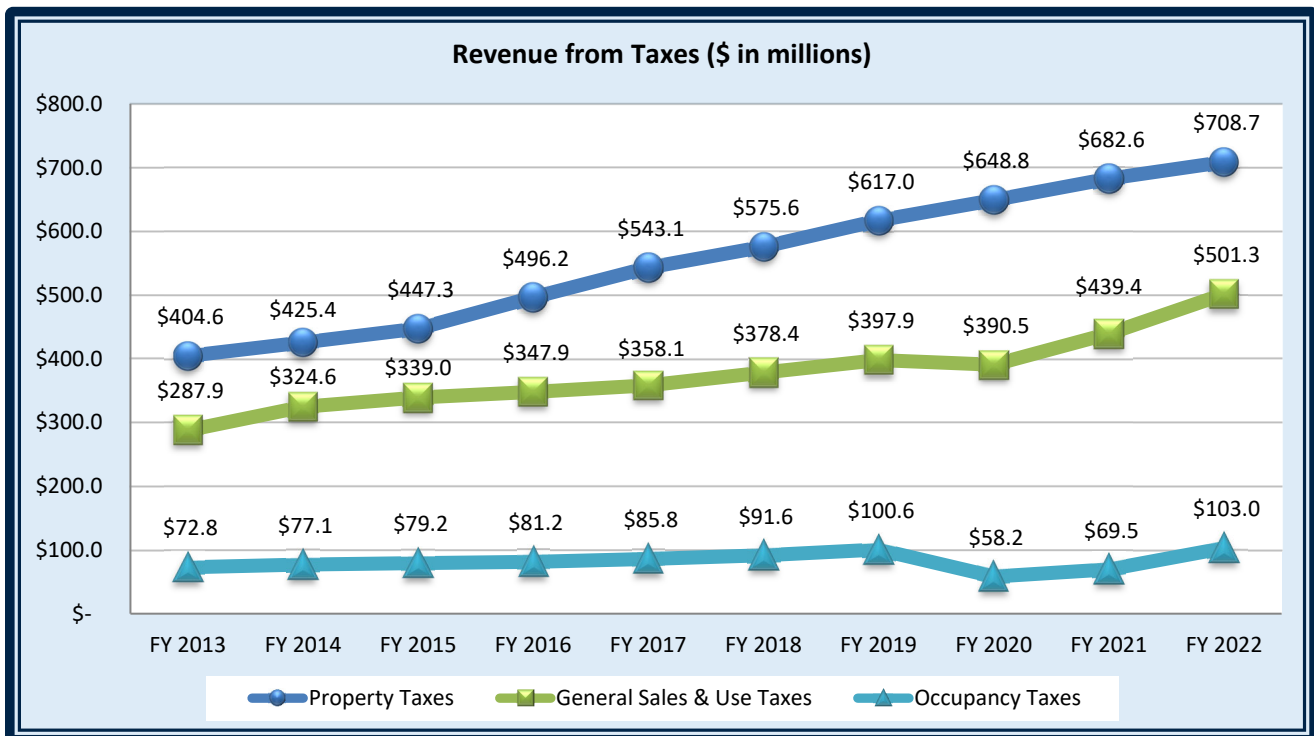 Revenue from Taxes ($ in millions)
$800.0
$700.0
$600.0
$500.0
$400.0
$300.0
$200.0
$100.0
$-
$404.6 $425.4 $447.3 $496.2 $543.1 $575.6 $617.0 $648.8 $682.6 $708.7
$287.9 $324.6 $339.0 $347.9 $358.1 $378.4 $397.9 $390.5 $439.4 $501.3
$72.8 $77.1 $79.2 $81.2 $85.8 $91.6 $100.6 $58.2 $69.5 $103.0
FY 2013 FY 2014 FY 2015 FY 2016 FY 2017 FY 2018 FY 2019 FY 2020 FY 2021 FY 2022
Property Taxes General Sales & Use Taxes Occupancy Taxes